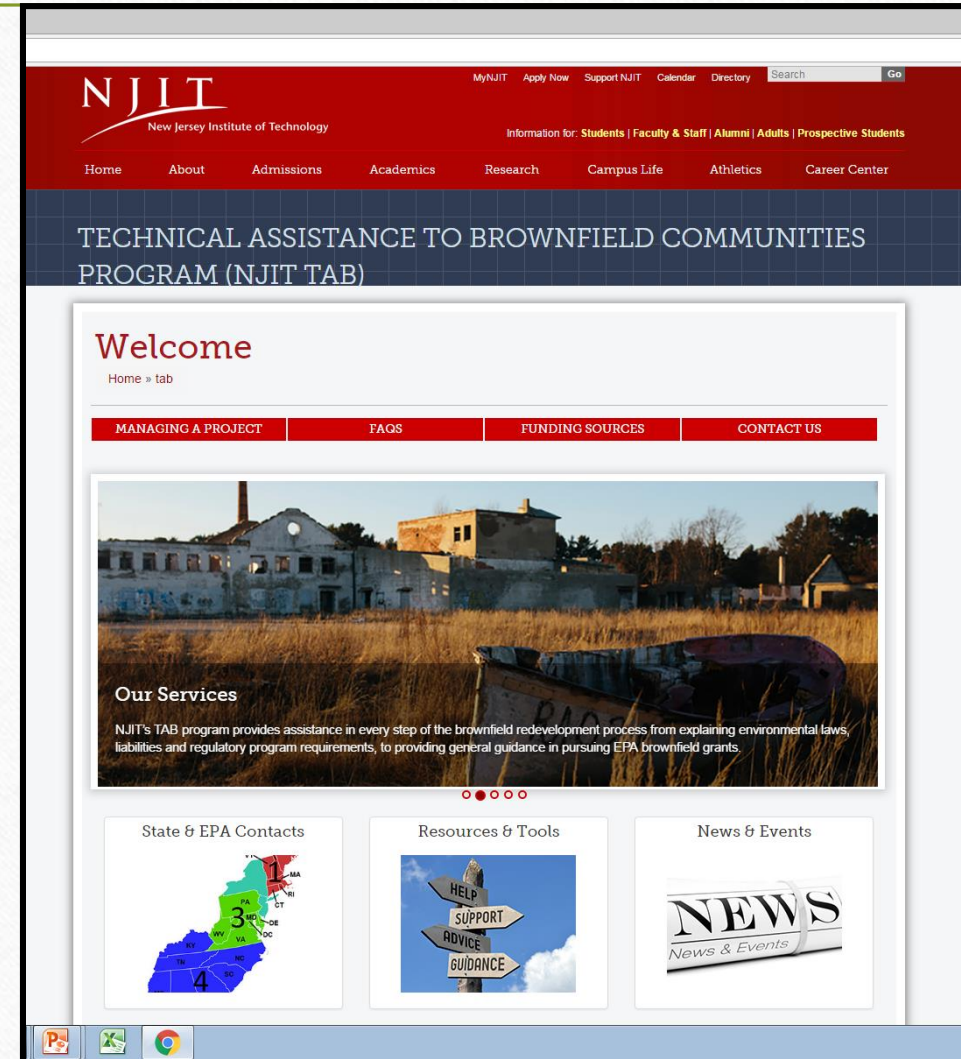 MyNJIT Apply Now Support NJIT Calendar Directory Search Go
NJIT
New Jersey Institute of Technology
Information for: Students | Faculty & Staff | Alumni | Adults | Prospective Students
Home About Admissions Academics Research Campus Life Athletics Career Center
TECHNICAL ASSISTANCE TO BROWNFIELD COMMUNITIES
PROGRAM (NJIT TAB)
Welcome
Home » tab
MANAGING A PROJECT FAQS FUNDING SOURCES CONTACT US
Our Services
NJIT's TAB program provides assistance in every step of the brownfield redevelopment process from explaining environmental laws,
liabilities and regulatory program requirements, to providing general guidance in pursuing EPA brownfield grants.
State & EPA Contacts
1
MA
RI
CT
PA
3
MD
DE
DC
WV
VA
KY
TN
NC
SC
4
Resources & Tools
HELP
SUPPORT
ADVICE
GUIDANCE
News & Events
NEWS
News & Events